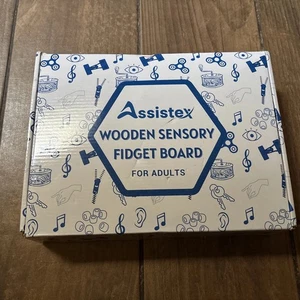 Assistex
WOODEN SENSORY
FIDGET BOARD
FOR ADULTS